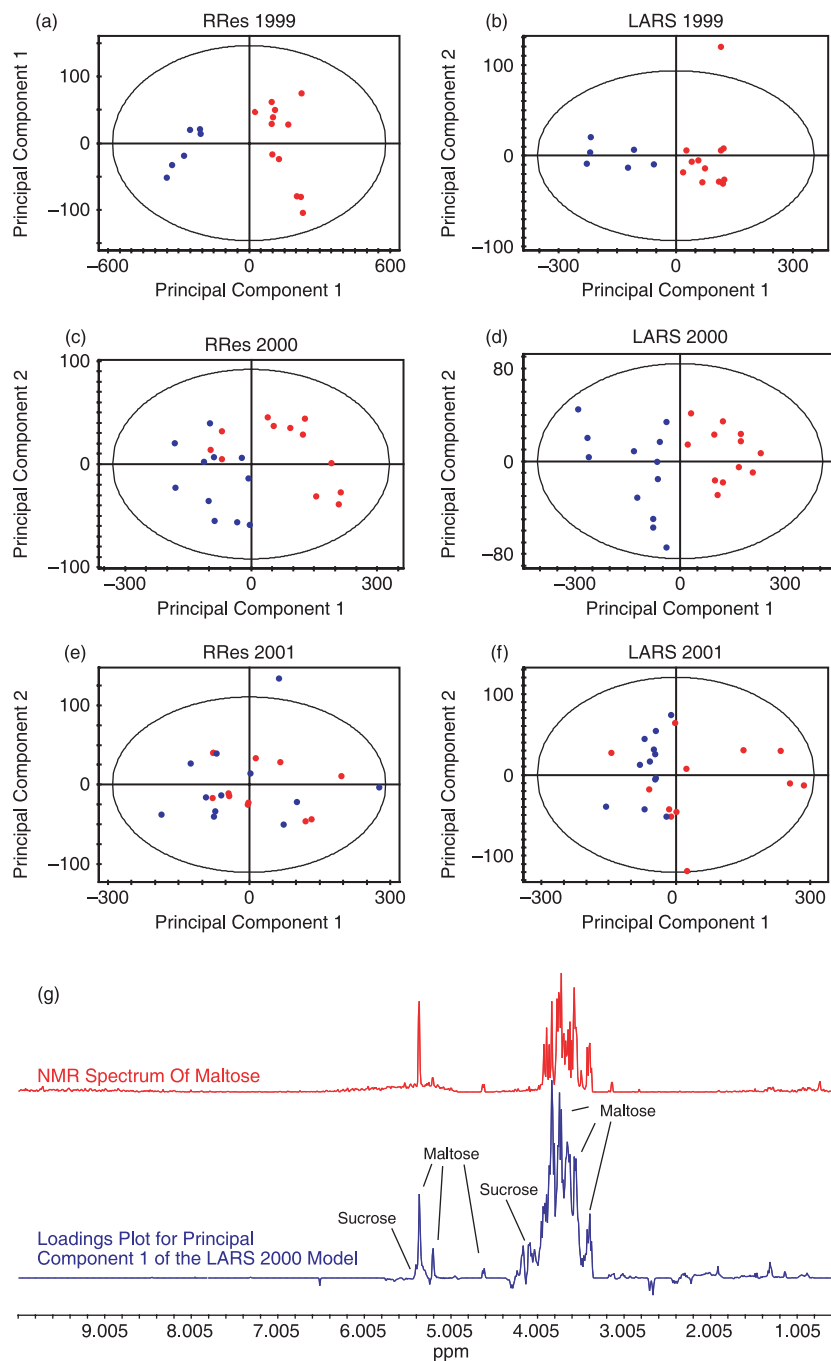 (a) RRes 1999
Principal Component 1
100
0
−100
−600 0 600
Principal Component 1
(b) LARS 1999
Principal Component 2
100
0
−100
−300 0 300
Principal Component 1
(c) RRes 2000
Principal Component 2
100
0
−100
−300 0 300
Principal Component 1
(d) LARS 2000
Principal Component 2
80
0
−80
−300 0 300
Principal Component 1
(e) RRes 2001
Principal Component 2
100
0
−100
−300 0 300
Principal Component 1
(f) LARS 2001
Principal Component 2
100
0
−100
−300 0 300
Principal Component 1
(g)
NMR Spectrum Of Maltose
Maltose
Maltose
Sucrose
Sucrose
Loadings Plot for Principal
Component 1 of the LARS 2000 Model
9.005 8.005 7.005 6.005 5.005 4.005 3.005 2.005 1.005
ppm